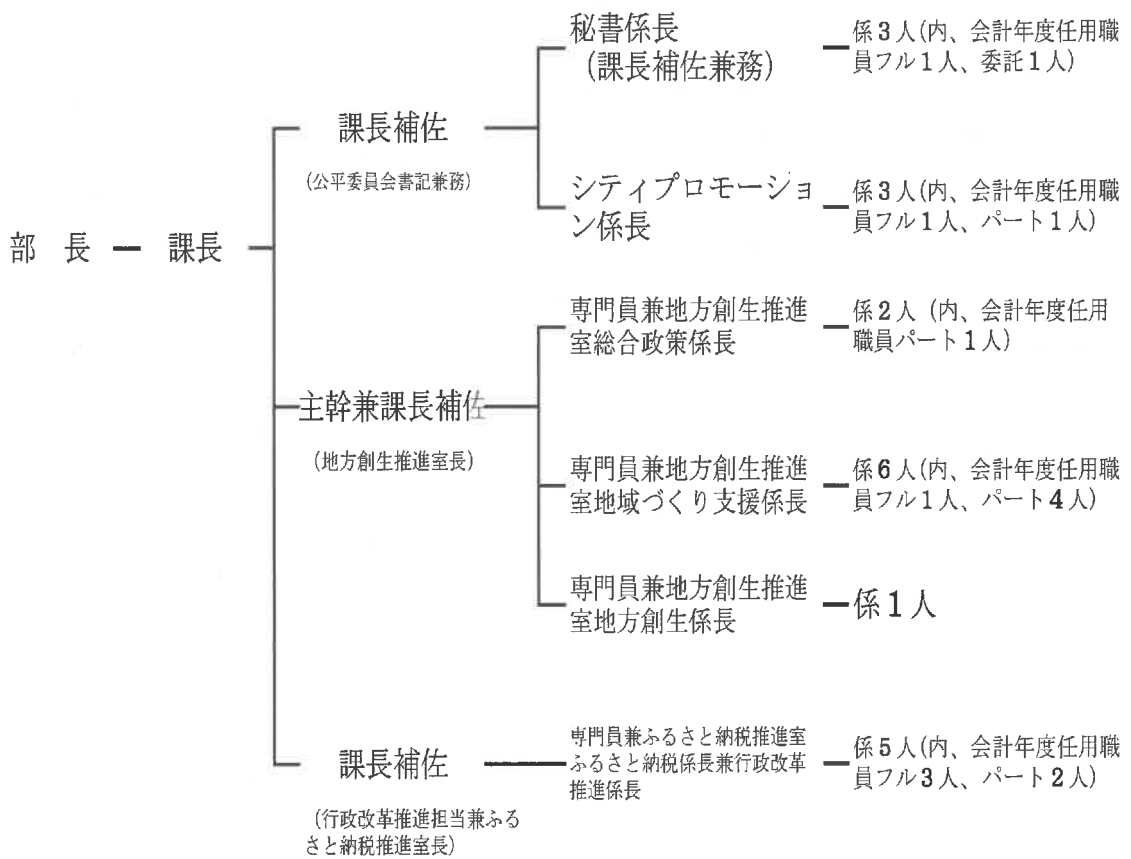 部 長
課長
課長補佐
(公平委員会書記兼務)
秘書係長
(課長補佐兼務)
係3人(内、会計年度任用職
員フル1人、委託1人)
シティプロモーショ
ン係長
係3人(内、会計年度任用職
員フル1人、パート1人)
主幹兼課長補佐
(地方創生推進室長)
専門員兼地方創生推進
室総合政策係長
係2人 (内、会計年度任用
職員パート1人)
専門員兼地方創生推進
室地域づくり支援係長
係6人(内、会計年度任用職
員フル1人、パート4人)
専門員兼地方創生推進
室地方創生係長
係1人
課長補佐
(行政改革推進担当兼ふる
さと納税推進室長)
専門員兼ふるさと納税推進室
ふるさと納税係長兼行政改革
推進係長
係5人(内、会計年度任用職
員フル3人、パート2人)